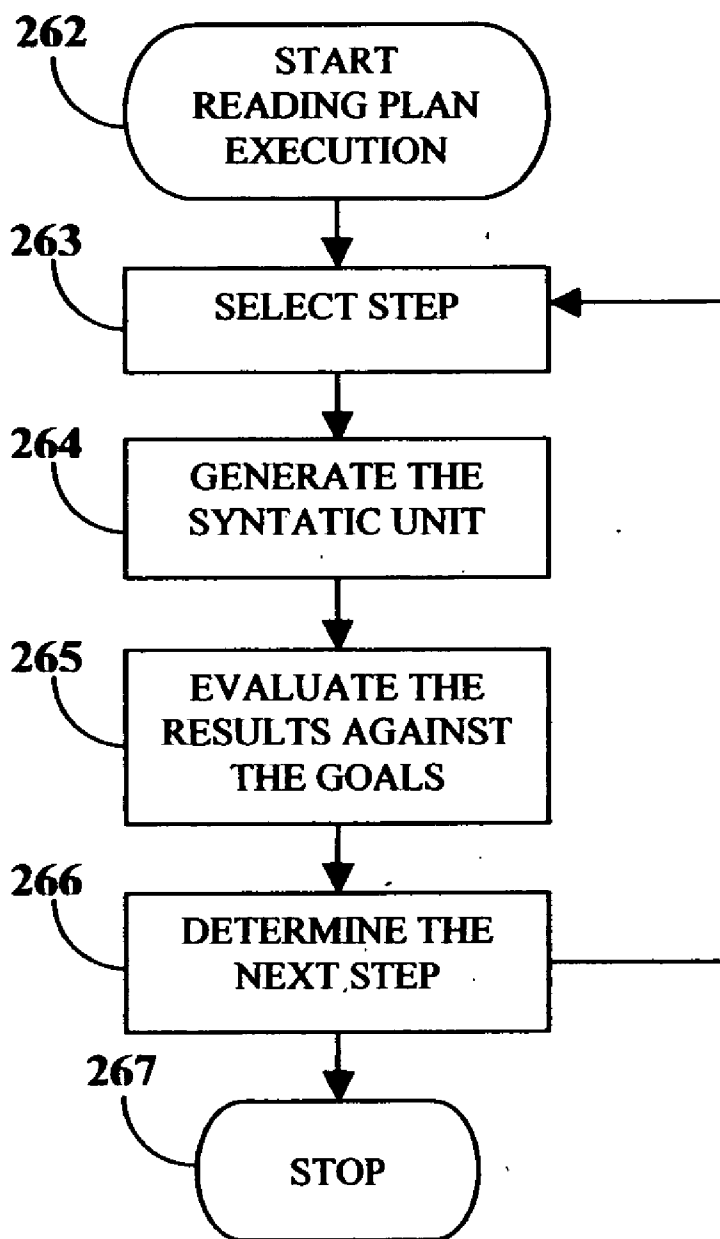 262
START
READING PLAN
EXECUTION
263
SELECT STEP
264
GENERATE THE
SYNTATIC UNIT
265
EVALUATE THE
RESULTS AGAINST
THE GOALS
266
DETERMINE THE
NEXT STEP
267
STOP